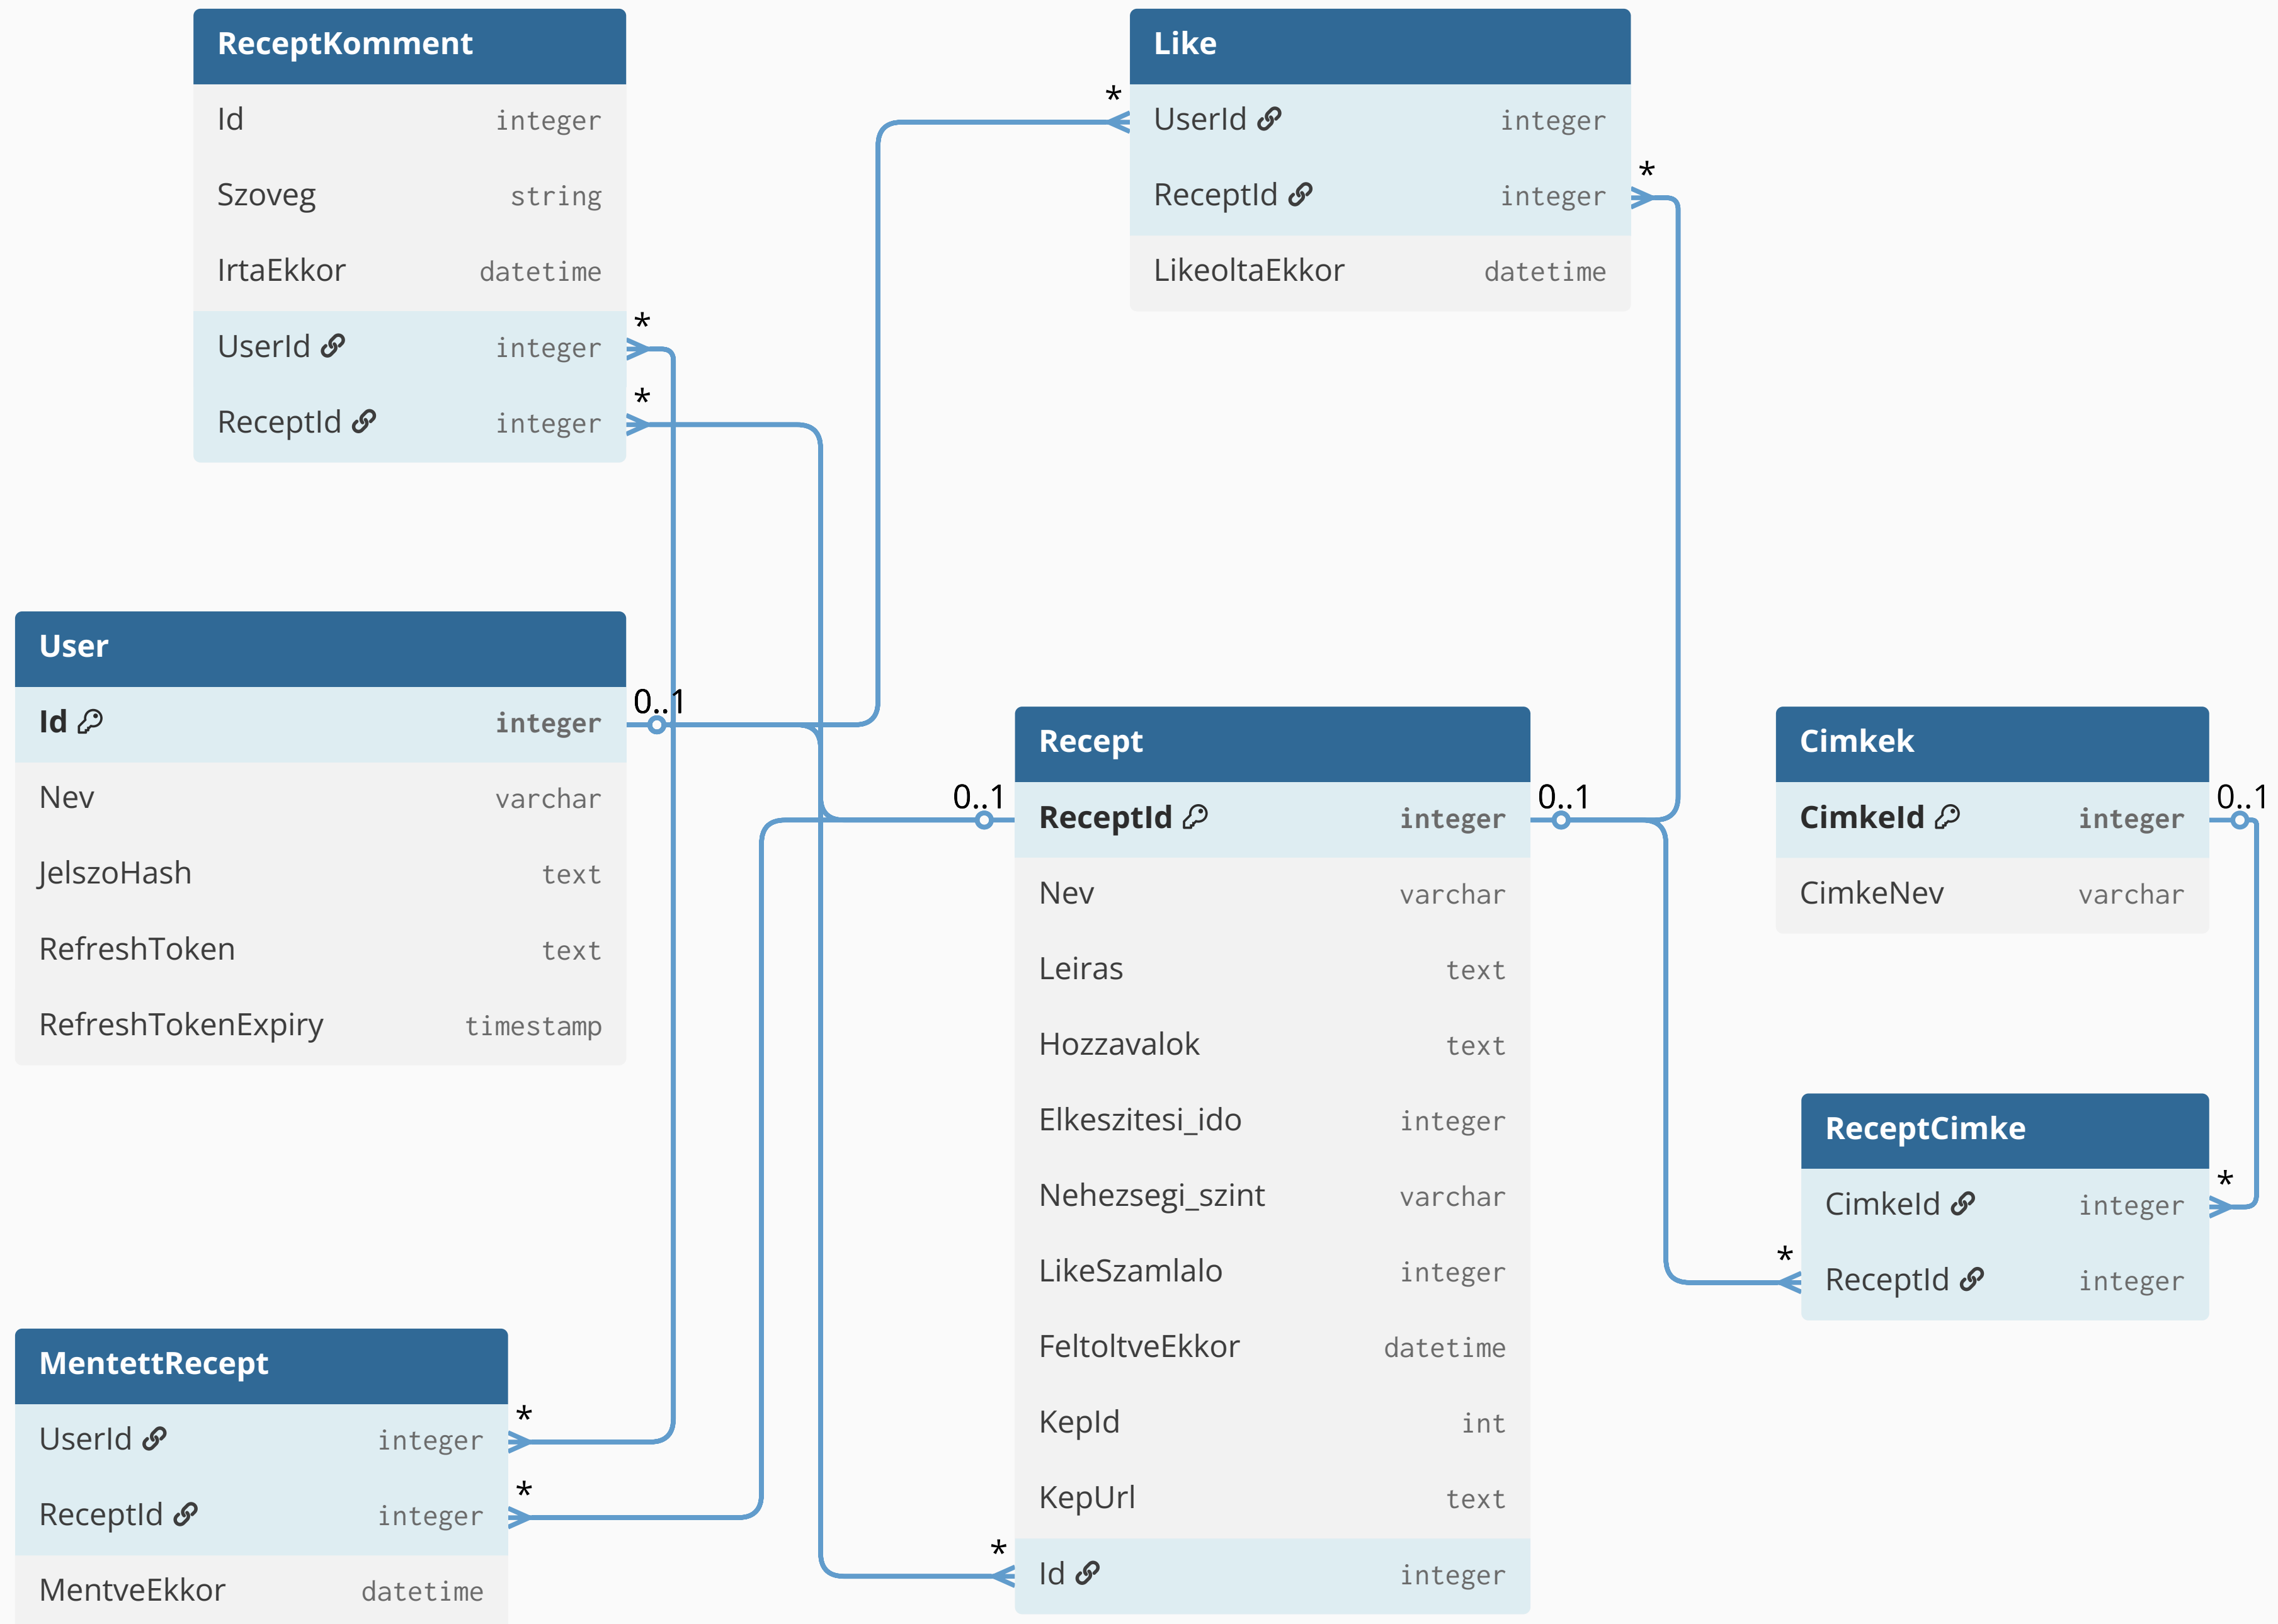 ReceptKomment
Id integer
Szoveg string
IrtaEkkor datetime
UserId integer
*
ReceptId integer
*
Like
*
UserId integer
*
ReceptId integer
LikeoltaEkkor datetime
User
Id integer
0..1
Nev varchar
JelszoHash text
RefreshToken text
RefreshTokenExpiry timestamp
Recept
0..1
ReceptId integer
0..1
Nev varchar
Leiras text
Hozzavalok text
Elkeszitesi_ido integer
Nehezsegi_szint varchar
LikeSzamlalo integer
FeltoltveEkkor datetime
KepId int
KepUrl text
*
Id integer
Cimkek
CimkeId integer
0..1
CimkeNev varchar
ReceptCimke
*
CimkeId integer
*
ReceptId integer
MentettRecept
*
UserId integer
*
ReceptId integer
MentveEkkor datetime